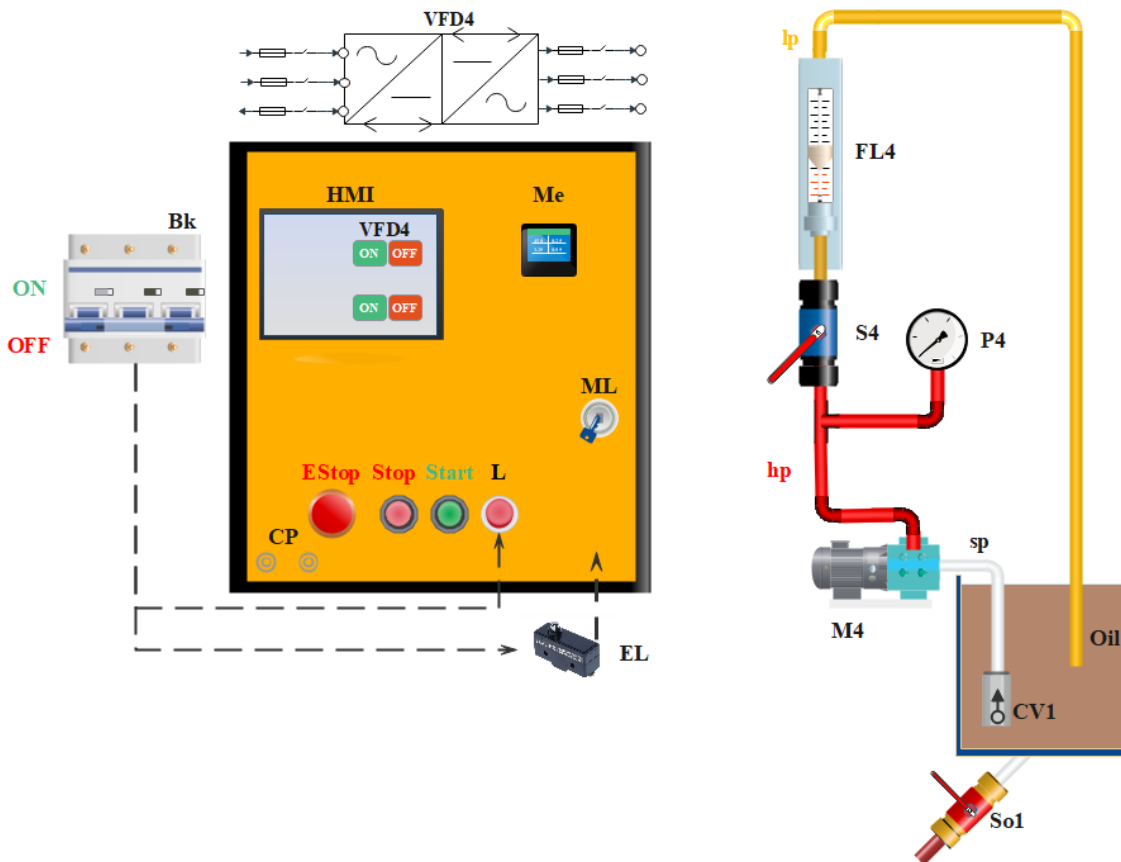 VFD4
lp
FL4
HMI
Me
Bk
VFD4
ON OFF
ON
S4
P4
ON OFF
OFF
ML
hp
EStop Stop Start L
CP
sp
M4
EL
Oil
CV1
So1